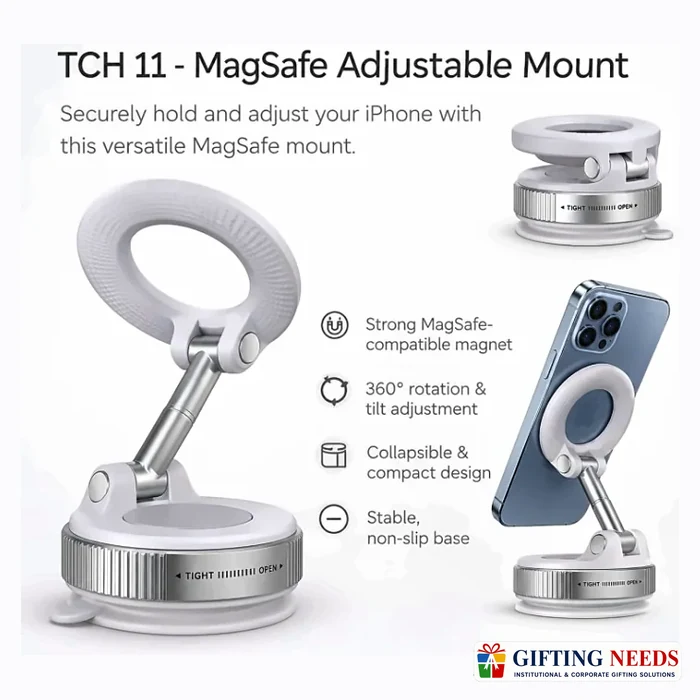 TCH 11 - MagSafe Adjustable Mount
Securely hold and adjust your iPhone with
this versatile MagSafe mount.
◄ TIGHT OPEN ►
Strong MagSafe-
compatible magnet
360° rotation &
tilt adjustment
Collapsible &
compact design
Stable,
non-slip base
◄ TIGHT OPEN ►
◄ TIGHT OPEN ►
GIFTING NEEDS
INSTITUTIONAL & CORPORATE GIFTING SOLUTIONS